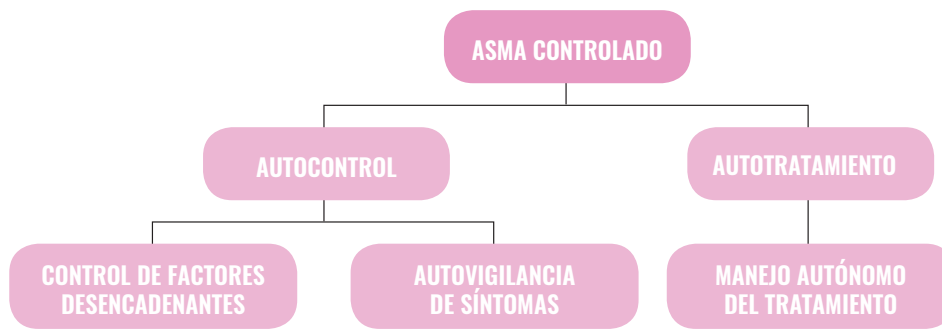 ASMA CONTROLADO
AUTOCONTROL
AUTOTRATAMIENTO
CONTROL DE FACTORES
DESENCADENANTES
AUTOVIGILANCIA
DE SÍNTOMAS
MANEJO AUTÓNOMO
DEL TRATAMIENTO